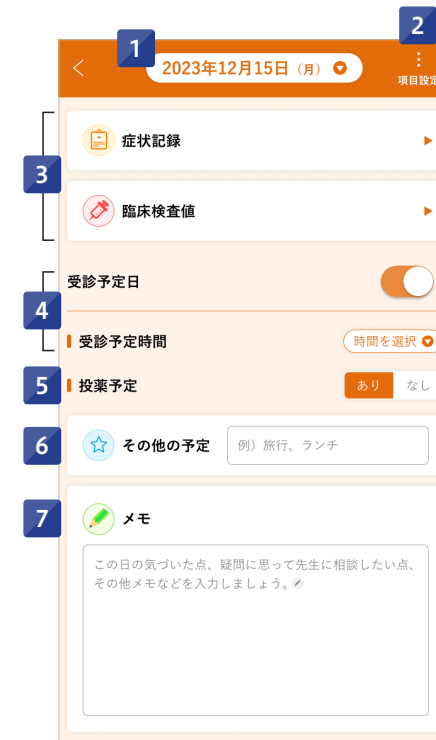 1
2
2023年12月15日（月）
項目設定
3
症状記録
臨床検査値
4
受診予定日
受診予定時間
時間を選択
5
投薬予定
あり
なし
6
その他の予定
例）旅行、ランチ
7
メモ
この日の気づいた点、疑問に思って先生に相談したい点、
その他メモなどを入力しましょう。